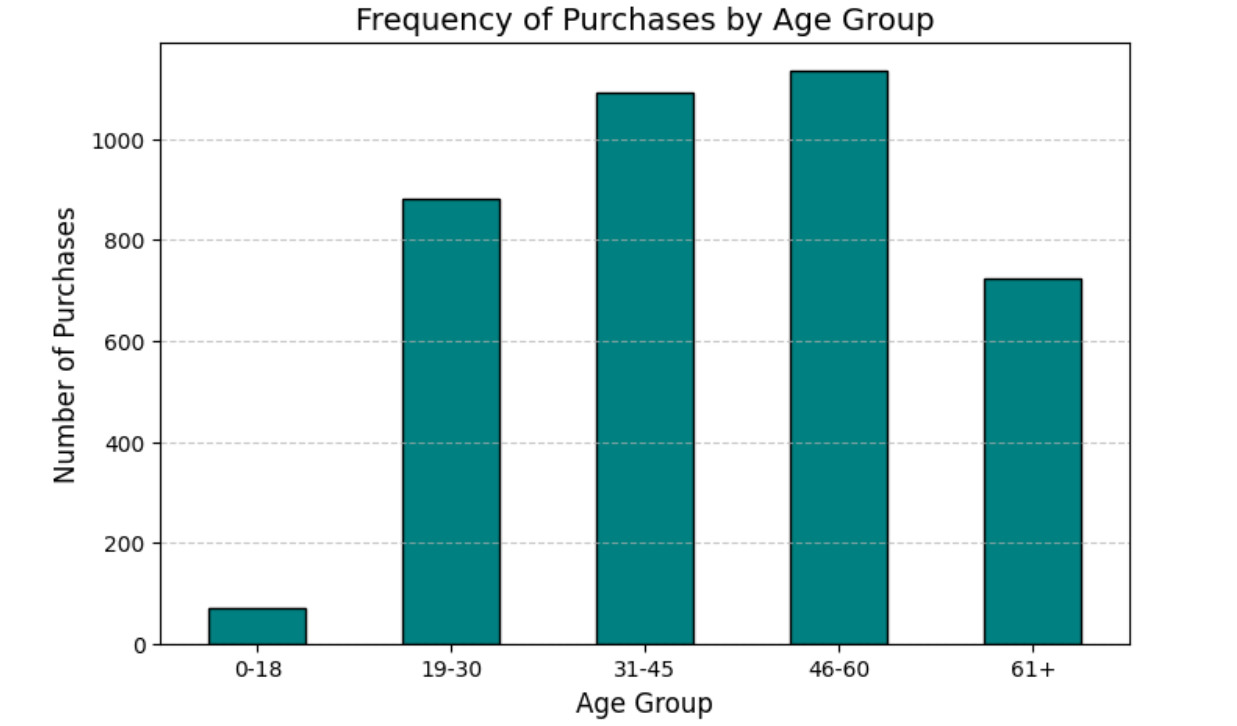 Frequency of Purchases by Age Group
Number of Purchases
1000
800
600
400
200
0
0-18 19-30 31-45 46-60 61+
Age Group